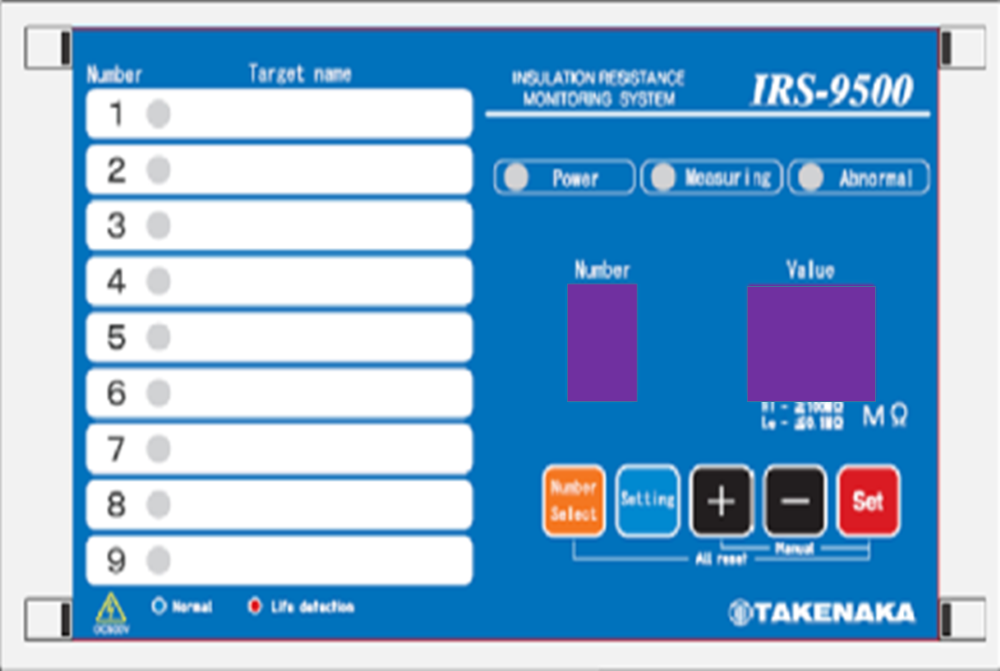 Number Target name
1
2
3
4
5
6
7
8
9
Normal Life detection
DC500V
INSULATION RESISTANCE
MONITORING SYSTEM
IRS-9500
Power Measuring Abnormal
Number Value
Hi - ≧100MΩ
Lo - ≦0.1MΩ
MΩ
Number
Select
Setting
+
−
Set
Manual
All reset
TAKENAKA